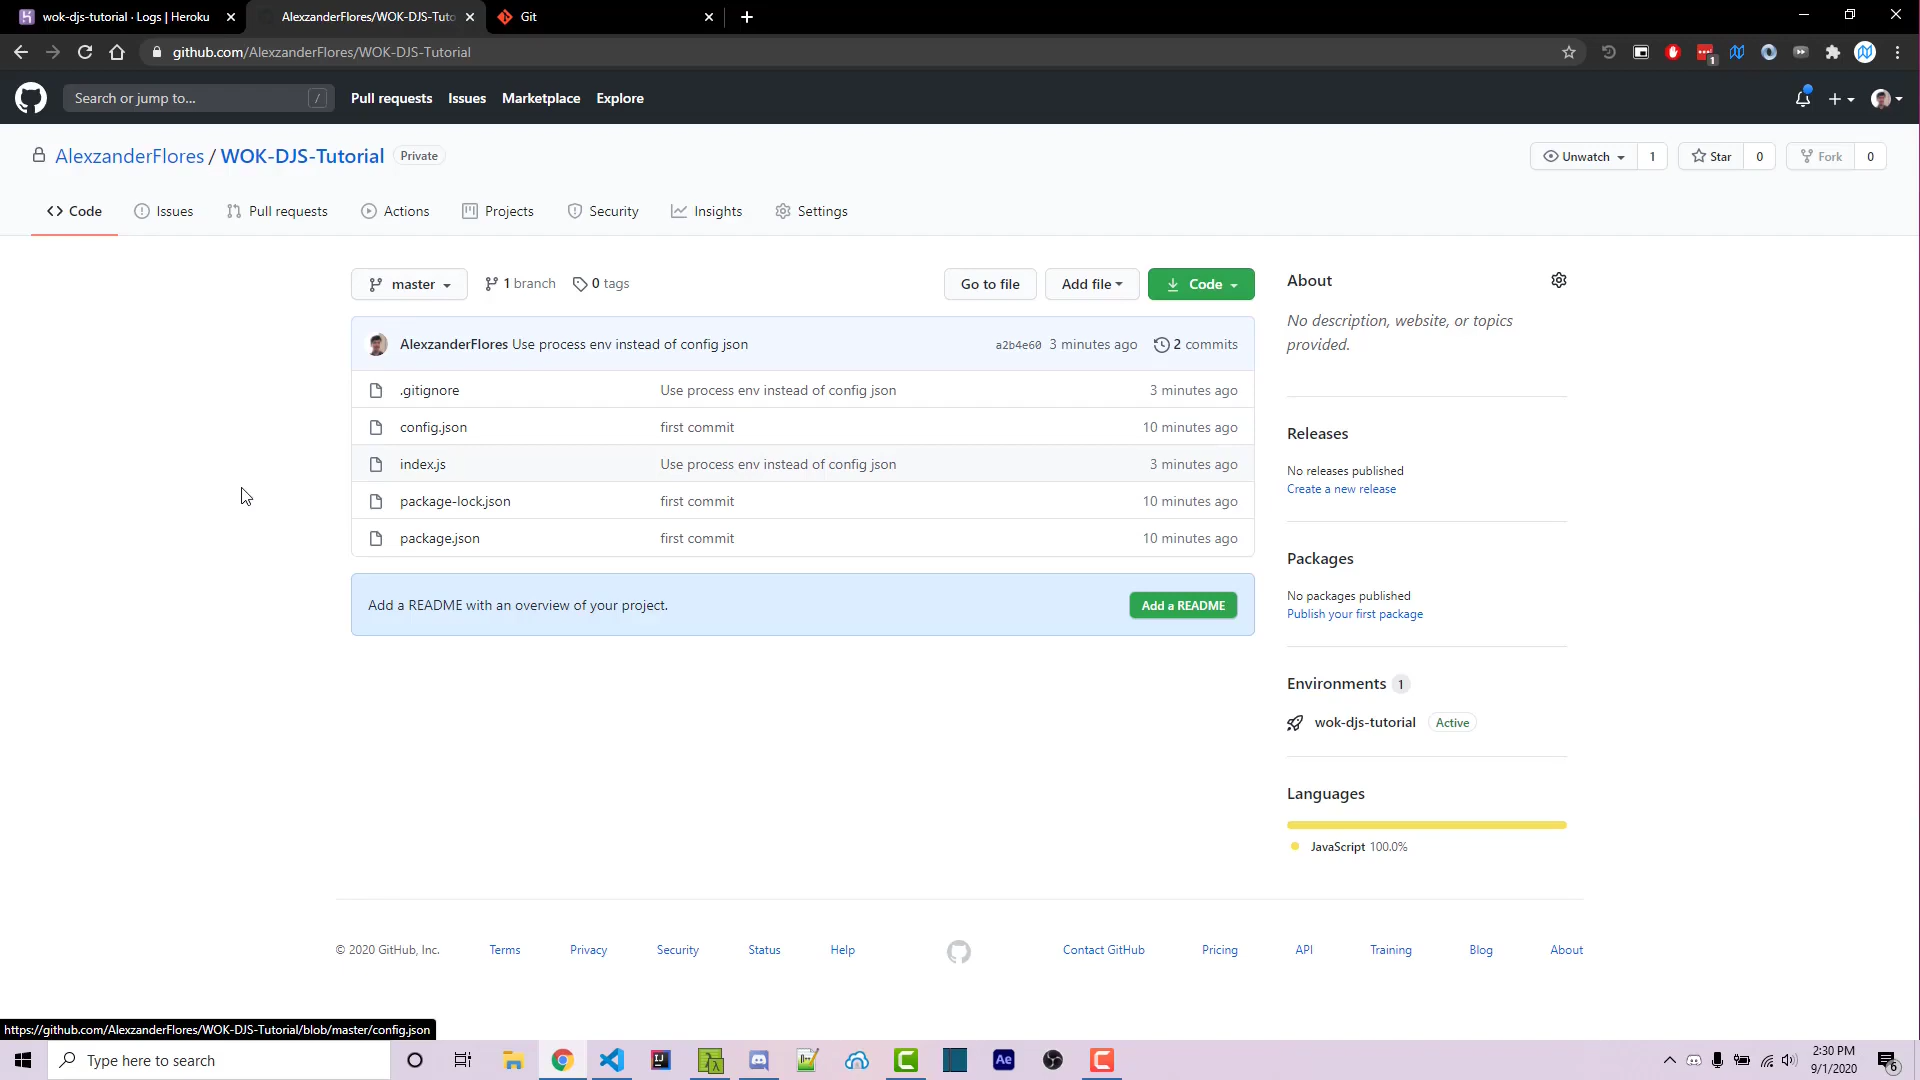 wok-djs-tutorial · Logs | Heroku
AlexzanderFlores/WOK-DJS-Tuto
Git
github.com/AlexzanderFlores/WOK-DJS-Tutorial
1
Search or jump to...
/
Pull requests
Issues
Marketplace
Explore
AlexzanderFlores / WOK-DJS-Tutorial
Private
Unwatch
1
Star
0
Fork
0
Code
Issues
Pull requests
Actions
Projects
Security
Insights
Settings
master
1 branch
0 tags
Go to file
Add file
Code
AlexzanderFlores Use process env instead of config json
a2b4e60 3 minutes ago
2 commits
.gitignore
Use process env instead of config json
3 minutes ago
config.json
first commit
10 minutes ago
index.js
Use process env instead of config json
3 minutes ago
package-lock.json
first commit
10 minutes ago
package.json
first commit
10 minutes ago
Add a README with an overview of your project.
Add a README
About
No description, website, or topics
provided.
Releases
No releases published
Create a new release
Packages
No packages published
Publish your first package
Environments 1
wok-djs-tutorial
Active
Languages
JavaScript 100.0%
© 2020 GitHub, Inc.
Terms
Privacy
Security
Status
Help
Contact GitHub
Pricing
API
Training
Blog
About
https://github.com/AlexzanderFlores/WOK-DJS-Tutorial/blob/master/config.json
Type here to search
IJ
Ae
2:30 PM
9/1/2020
6